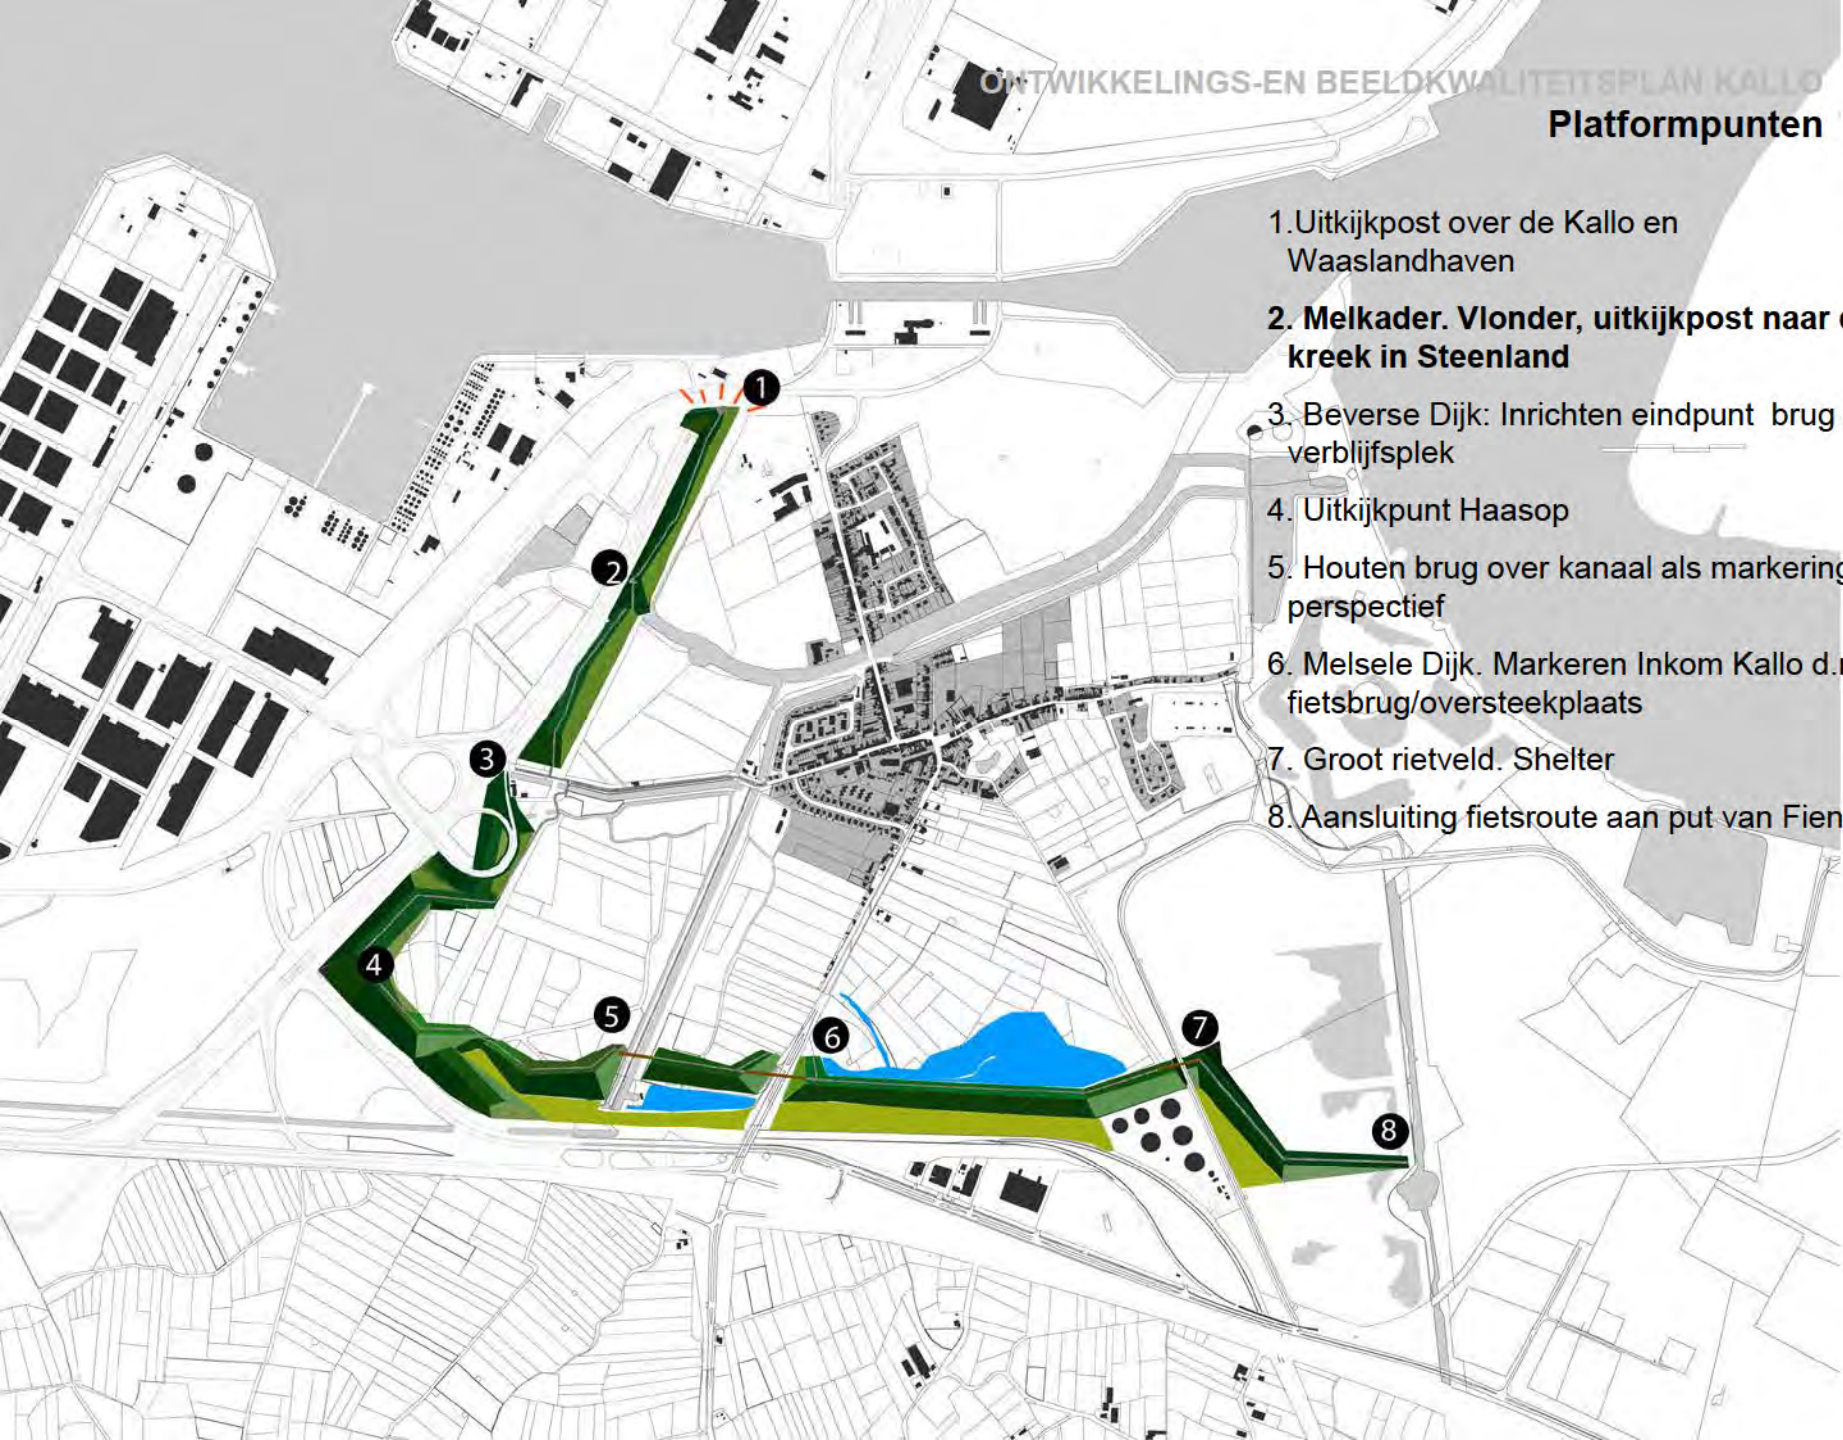 ONTWIKKELINGS-EN BEELDKWALITEITSPLAN KALLO
Platformpunten
1.Uitkijkpost over de Kallo en
Waaslandhaven
2. Melkader. Vlonder, uitkijkpost naar
kreek in Steenland
3. Beverse Dijk: Inrichten eindpunt brug
verblijfsplek
4. Uitkijkpunt Haasop
5. Houten brug over kanaal als markering
perspectief
6. Melsele Dijk. Markeren Inkom Kallo
fietsbrug/oversteekplaats
7. Groot rietveld. Shelter
8. Aansluiting fietsroute aan put van Fien
1
2
3
4
5
6
7
8